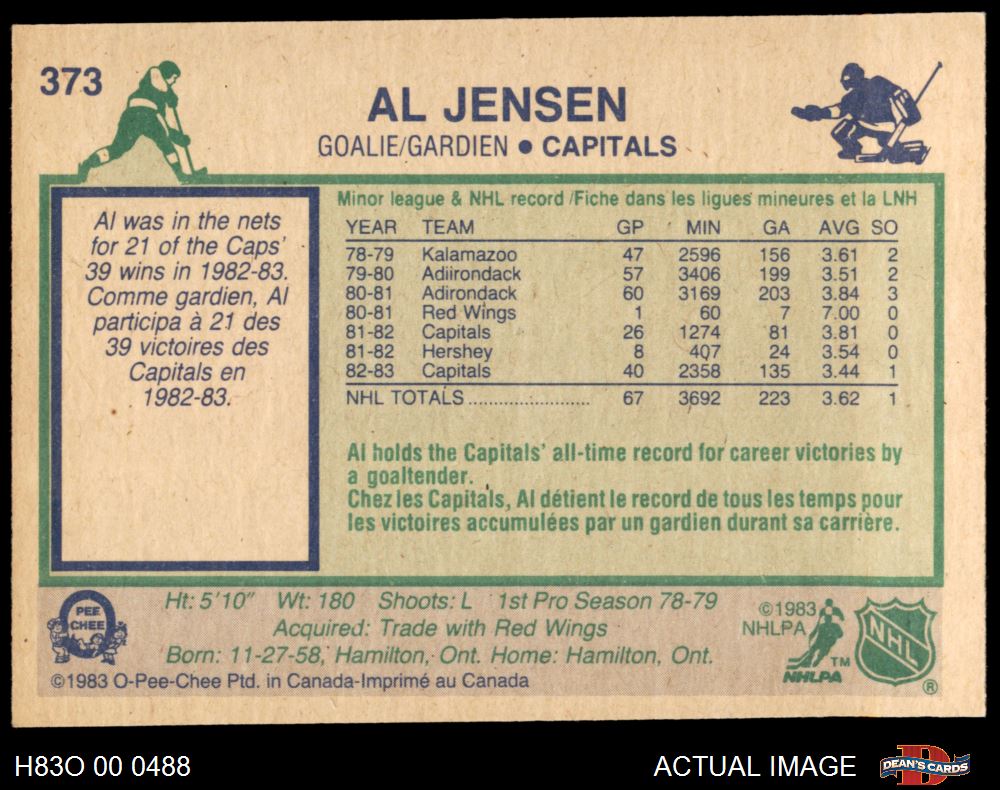 373
AL JENSEN
GOALIE/GARDIEN • CAPITALS
Al was in the nets
for 21 of the Caps'
39 wins in 1982-83.
Comme gardien, Al
participa à 21 des
39 victoires des
Capitals en
1982-83.
Minor league & NHL record /Fiche dans les ligues mineures et la LNH
YEAR TEAM GP MIN GA AVG SO
78-79 Kalamazoo 47 2596 156 3.61 2
79-80 Adiirondack 57 3406 199 3.51 2
80-81 Adirondack 60 3169 203 3.84 3
80-81 Red Wings 1 60 7 7.00 0
81-82 Capitals 26 1274 81 3.81 0
81-82 Hershey 8 407 24 3.54 0
82-83 Capitals 40 2358 135 3.44 1
NHL TOTALS........................ 67 3692 223 3.62 1
Al holds the Capitals' all-time record for career victories by
a goaltender.
Chez les Capitals, Al détient le record de tous les temps pour
les victoires accumulées par un gardien durant sa carrière.
PEE
CHEE
Ht: 5'10" Wt: 180 Shoots: L 1st Pro Season 78-79
Acquired: Trade with Red Wings
Born: 11-27-58, Hamilton, Ont. Home: Hamilton, Ont.
©1983 O-Pee-Chee Ptd. in Canada-Imprimé au Canada
©1983
NHLPA
TM
NHLPA
NHL
®
H83O 00 0488
ACTUAL IMAGE
D
DEAN'S CARDS